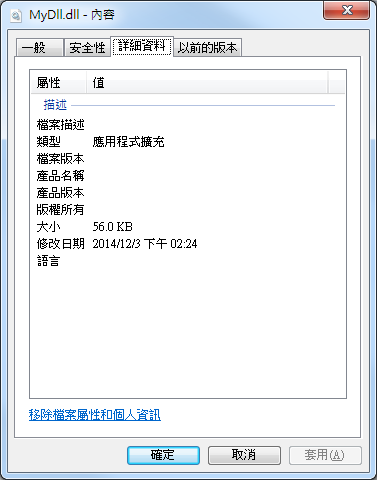 MyDll.dll - 內容
一般 安全性 詳細資料 以前的版本
屬性 值
描述
檔案描述
類型 應用程式擴充
檔案版本
產品名稱
產品版本
版權所有
大小 56.0 KB
修改日期 2014/12/3 下午 02:24
語言
移除檔案屬性和個人資訊
確定 取消 套用(A)